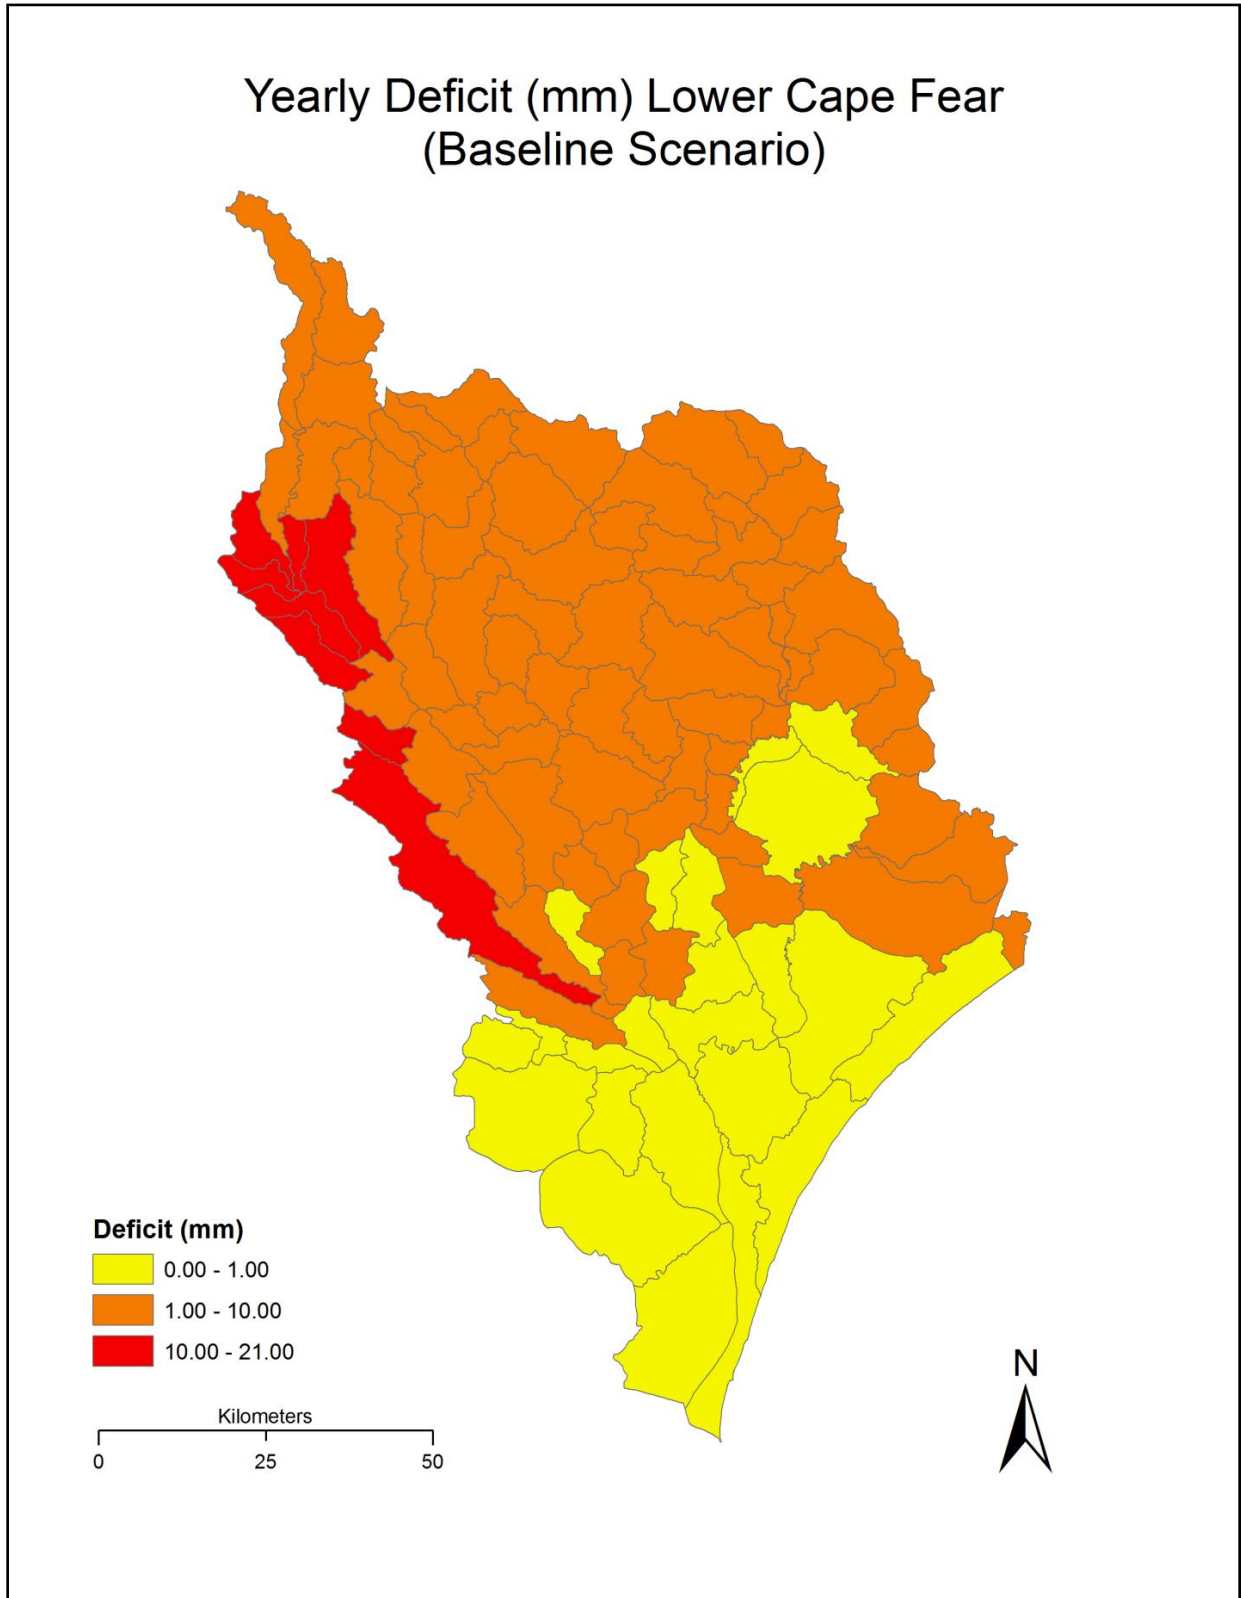 Yearly Deficit (mm) Lower Cape Fear
(Baseline Scenario)
Deficit (mm)
0.00 - 1.00
1.00 - 10.00
10.00 - 21.00
Kilometers
0 25 50
N